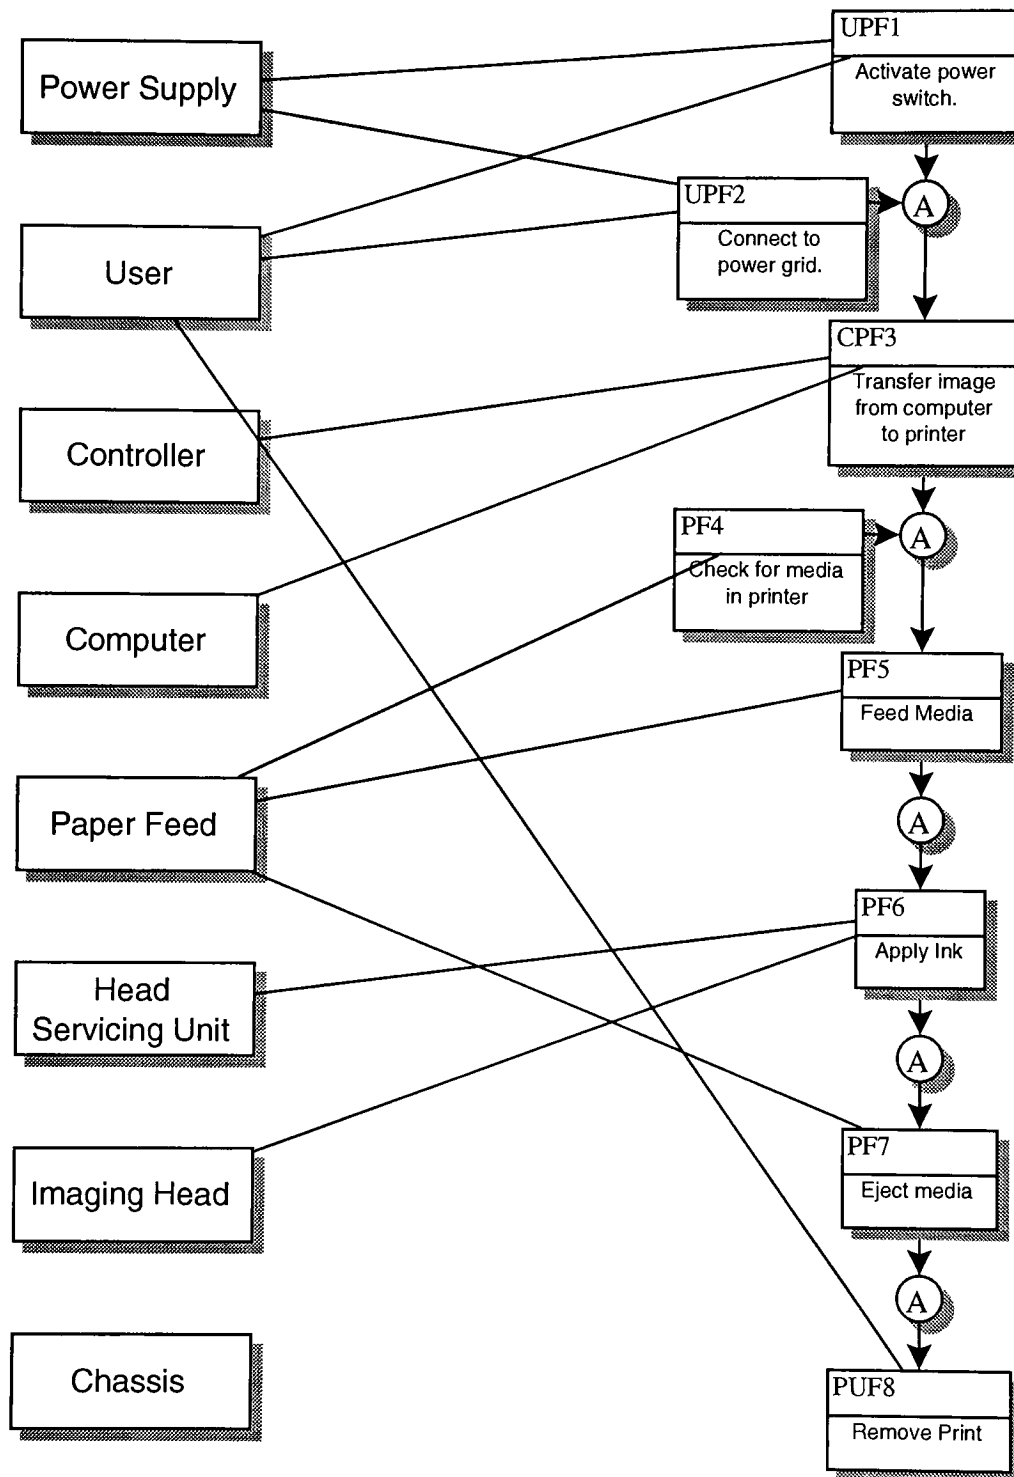 Power Supply
User
Controller
Computer
Paper Feed
Head
Servicing Unit
Imaging Head
Chassis
UPF1
Activate power
switch.
A
UPF2
Connect to
power grid.
CPF3
Transfer image
from computer
to printer
A
PF4
Check for media
in printer
PF5
Feed Media
A
PF6
Apply Ink
A
PF7
Eject media
A
PUF8
Remove Print